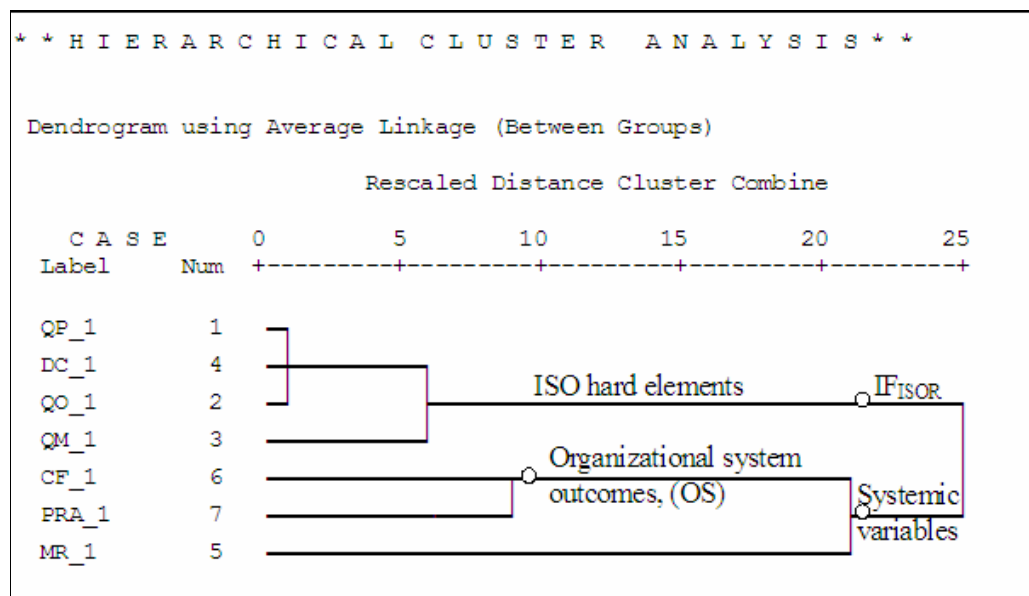 * * H I E R A R C H I C A L C L U S T E R A N A L Y S I S * *
Dendrogram using Average Linkage (Between Groups)
Rescaled Distance Cluster Combine
C A S E 0 5 10 15 20 25
Label Num +---------+---------+---------+---------+---------+
QP_1 1
DC_1 4
ISO hard elements IFISOR
QO_1 2
QM_1 3
Organizational system
CF_1 6
outcomes, (OS) Systemic
PRA_1 7
variables
MR_1 5